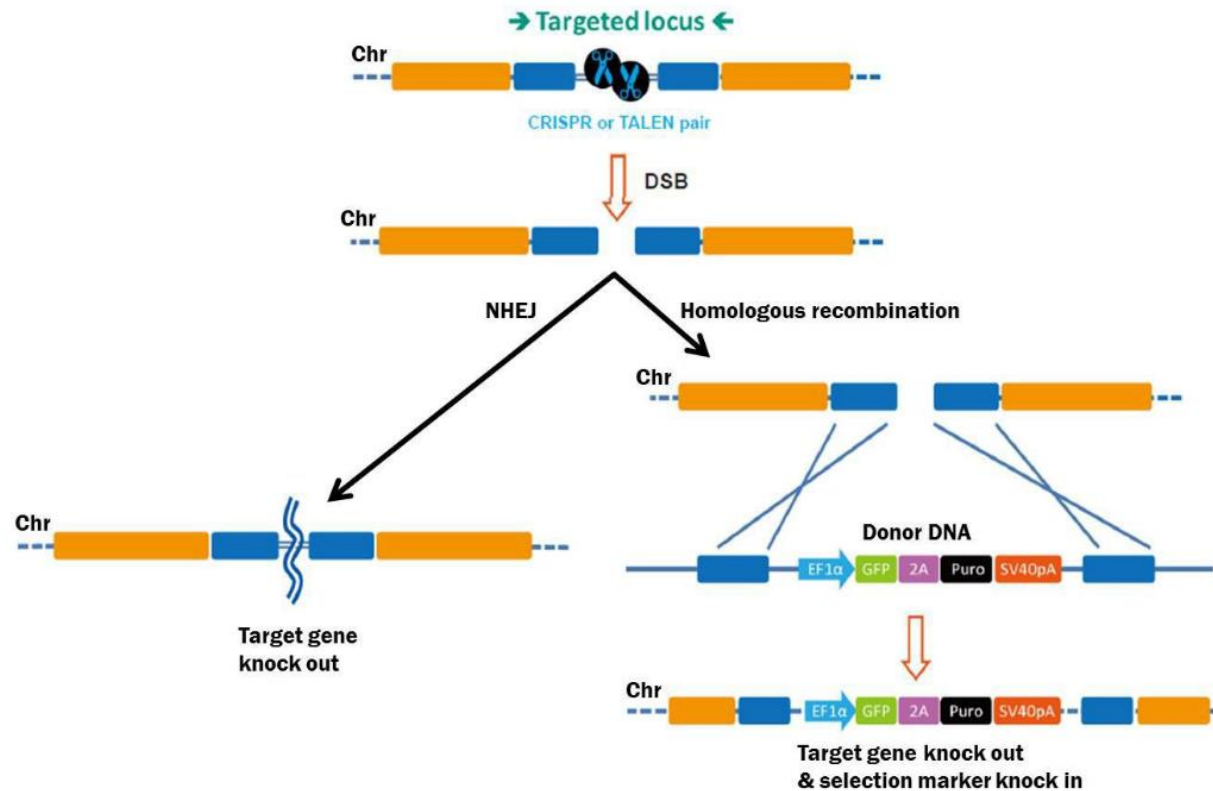 Targeted locus
Chr
CRISPR or TALEN pair
DSB
Chr
NHEJ
Homologous recombination
Chr
Chr
Donor DNA
EF1α GFP 2A Puro SV40pA
Target gene
knock out
Chr
EF1α GFP 2A Puro SV40pA
Target gene knock out
& selection marker knock in